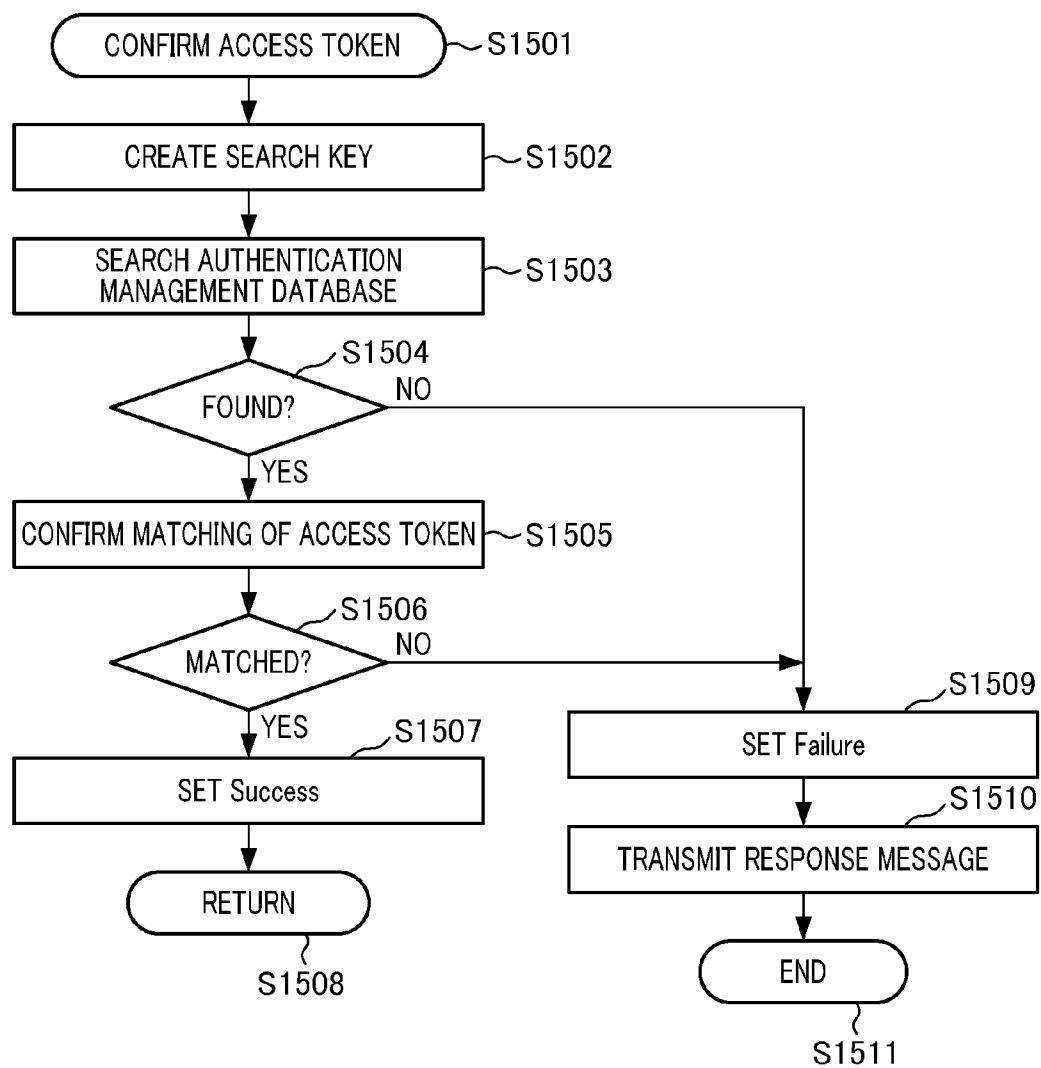 CONFIRM ACCESS TOKEN
S1501
CREATE SEARCH KEY
S1502
SEARCH AUTHENTICATION
MANAGEMENT DATABASE
S1503
S1504
FOUND?
NO
YES
CONFIRM MATCHING OF ACCESS TOKEN
S1505
S1506
MATCHED?
NO
YES
S1507
SET Success
RETURN
S1508
S1509
SET Failure
S1510
TRANSMIT RESPONSE MESSAGE
END
S1511